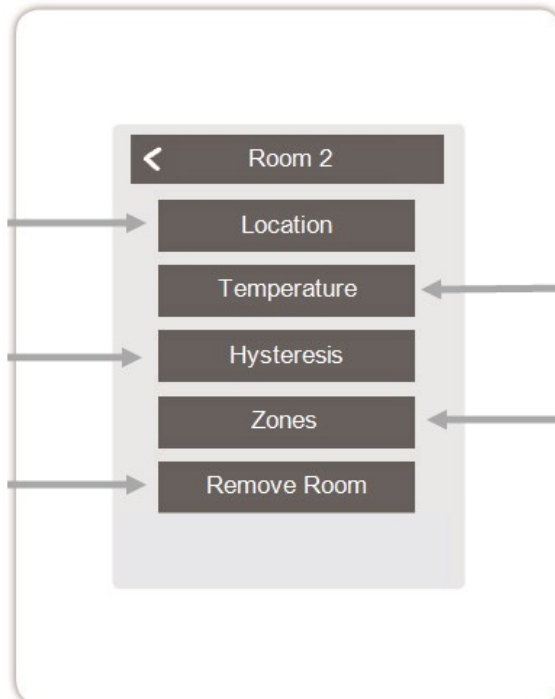 Room 2
Location
Temperature
Hysteresis
Zones
Remove Room